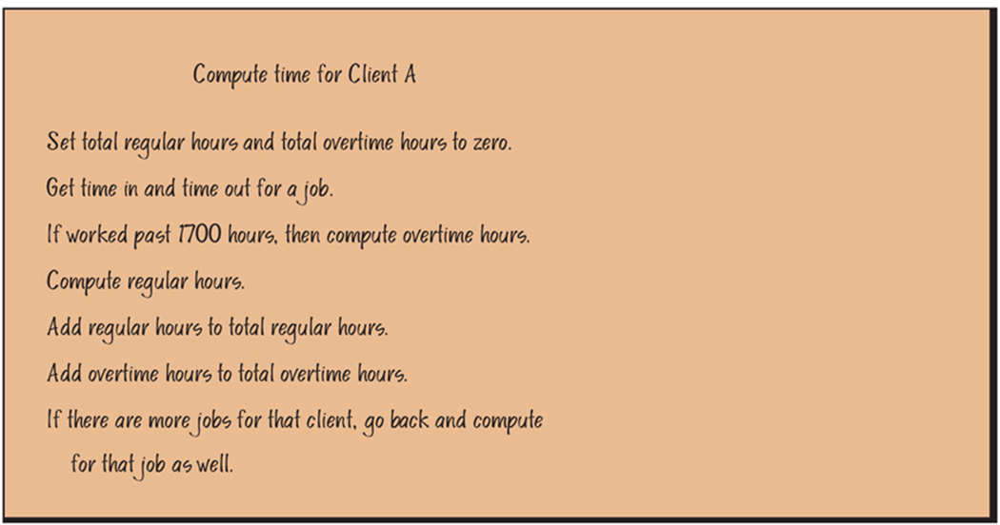 Compute time for Client A
Set total regular hours and total overtime hours to zero.
Get time in and time out for a job.
If worked past 1700 hours, then compute overtime hours.
Compute regular hours.
Add regular hours to total regular hours.
Add overtime hours to total overtime hours.
If there are more jobs for that client, go back and compute
for that job as well.